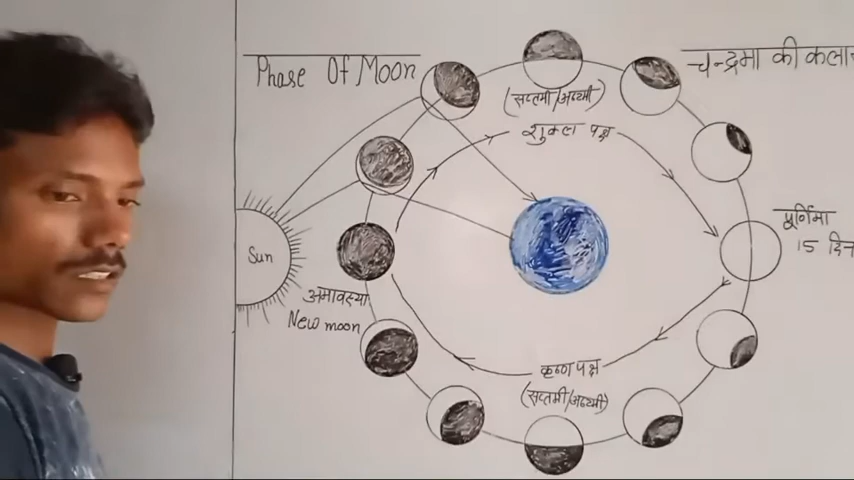 Phase Of Moon
चन्द्रमा की कला
(सप्तमी/अष्टमी)
शुक्ल पक्ष
पूर्णिमा
15 दिन
Sun
अमावस्या
New moon
कृष्ण पक्ष
(सप्तमी/अष्टमी)